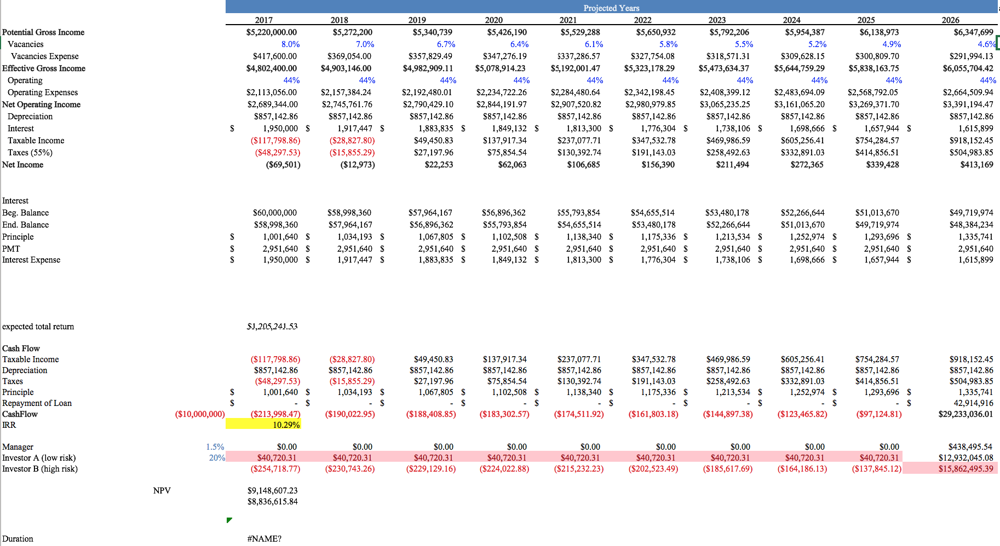 Projected Years
2017 2018 2019 2020 2021 2022 2023 2024 2025 2026
Potential Gross Income $5,220,000.00 $5,272,200 $5,340,739 $5,426,190 $5,529,288 $5,650,932 $5,792,206 $5,954,387 $6,138,973 $6,347,699
Vacancies 8.0% 7.0% 6.7% 6.4% 6.1% 5.8% 5.5% 5.2% 4.9% 4.6%
Vacancies Expense $417,600.00 $369,054.00 $357,829.49 $347,276.19 $337,286.57 $327,754.08 $318,571.31 $309,628.15 $300,809.70 $291,994.13
Effective Gross Income $4,802,400.00 $4,903,146.00 $4,982,909.11 $5,078,914.23 $5,192,001.47 $5,323,178.29 $5,473,634.37 $5,644,759.29 $5,838,163.75 $6,055,704.42
Operating 44% 44% 44% 44% 44% 44% 44% 44% 44% 44%
Operating Expenses $2,113,056.00 $2,157,384.24 $2,192,480.01 $2,234,722.26 $2,284,480.64 $2,342,198.45 $2,408,399.12 $2,483,694.09 $2,568,792.05 $2,664,509.94
Net Operating Income $2,689,344.00 $2,745,761.76 $2,790,429.10 $2,844,191.97 $2,907,520.82 $2,980,979.85 $3,065,235.25 $3,161,065.20 $3,269,371.70 $3,391,194.47
Depreciation $857,142.86 $857,142.86 $857,142.86 $857,142.86 $857,142.86 $857,142.86 $857,142.86 $857,142.86 $857,142.86 $857,142.86
Interest $ 1,950,000 $ 1,917,447 $ 1,883,835 $ 1,849,132 $ 1,813,300 $ 1,776,304 $ 1,738,106 $ 1,698,666 $ 1,657,944 $ 1,615,899
Taxable Income ($117,798.86) ($28,827.80) $49,450.83 $137,917.34 $237,077.71 $347,532.78 $469,986.59 $605,256.41 $754,284.57 $918,152.45
Taxes (55%) ($48,297.53) ($15,855.29) $27,197.96 $75,854.54 $130,392.74 $191,143.03 $258,492.63 $332,891.03 $414,856.51 $504,983.85
Net Income ($69,501) ($12,973) $22,253 $62,063 $106,685 $156,390 $211,494 $272,365 $339,428 $413,169
Interest
Beg. Balance $60,000,000 $58,998,360 $57,964,167 $56,896,362 $55,793,854 $54,655,514 $53,480,178 $52,266,644 $51,013,670 $49,719,974
End. Balance $58,998,360 $57,964,167 $56,896,362 $55,793,854 $54,655,514 $53,480,178 $52,266,644 $51,013,670 $49,719,974 $48,384,234
Principle $ 1,001,640 $ 1,034,193 $ 1,067,805 $ 1,102,508 $ 1,138,340 $ 1,175,336 $ 1,213,534 $ 1,252,974 $ 1,293,696 $ 1,335,741
PMT $ 2,951,640 $ 2,951,640 $ 2,951,640 $ 2,951,640 $ 2,951,640 $ 2,951,640 $ 2,951,640 $ 2,951,640 $ 2,951,640 $ 2,951,640
Interest Expense $ 1,950,000 $ 1,917,447 $ 1,883,835 $ 1,849,132 $ 1,813,300 $ 1,776,304 $ 1,738,106 $ 1,698,666 $ 1,657,944 $ 1,615,899
expected total return $1,205,241.53
Cash Flow
Taxable Income ($117,798.86) ($28,827.80) $49,450.83 $137,917.34 $237,077.71 $347,532.78 $469,986.59 $605,256.41 $754,284.57 $918,152.45
Depreciation $857,142.86 $857,142.86 $857,142.86 $857,142.86 $857,142.86 $857,142.86 $857,142.86 $857,142.86 $857,142.86 $857,142.86
Taxes ($48,297.53) ($15,855.29) $27,197.96 $75,854.54 $130,392.74 $191,143.03 $258,492.63 $332,891.03 $414,856.51 $504,983.85
Principle $ 1,001,640 $ 1,034,193 $ 1,067,805 $ 1,102,508 $ 1,138,340 $ 1,175,336 $ 1,213,534 $ 1,252,974 $ 1,293,696 $ 1,335,741
Repayment of Loan $ - $ - $ - $ - $ - $ - $ - $ - $ - $ 42,914,916
CashFlow ($10,000,000) ($213,998.47) ($190,022.95) ($188,408.85) ($183,302.57) ($174,511.92) ($161,803.18) ($144,897.38) ($123,465.82) ($97,124.81) $29,233,036.01
IRR 10.29%
Manager 1.5% $0.00 $0.00 $0.00 $0.00 $0.00 $0.00 $0.00 $0.00 $0.00 $438,495.54
Investor A (low risk) 20% $40,720.31 $40,720.31 $40,720.31 $40,720.31 $40,720.31 $40,720.31 $40,720.31 $40,720.31 $40,720.31 $12,932,045.08
Investor B (high risk) ($254,718.77) ($230,743.26) ($229,129.16) ($224,022.88) ($215,232.23) ($202,523.49) ($185,617.69) ($164,186.13) ($137,845.12) $15,862,495.39
NPV $9,148,607.23
$8,836,615.84
Duration #NAME?